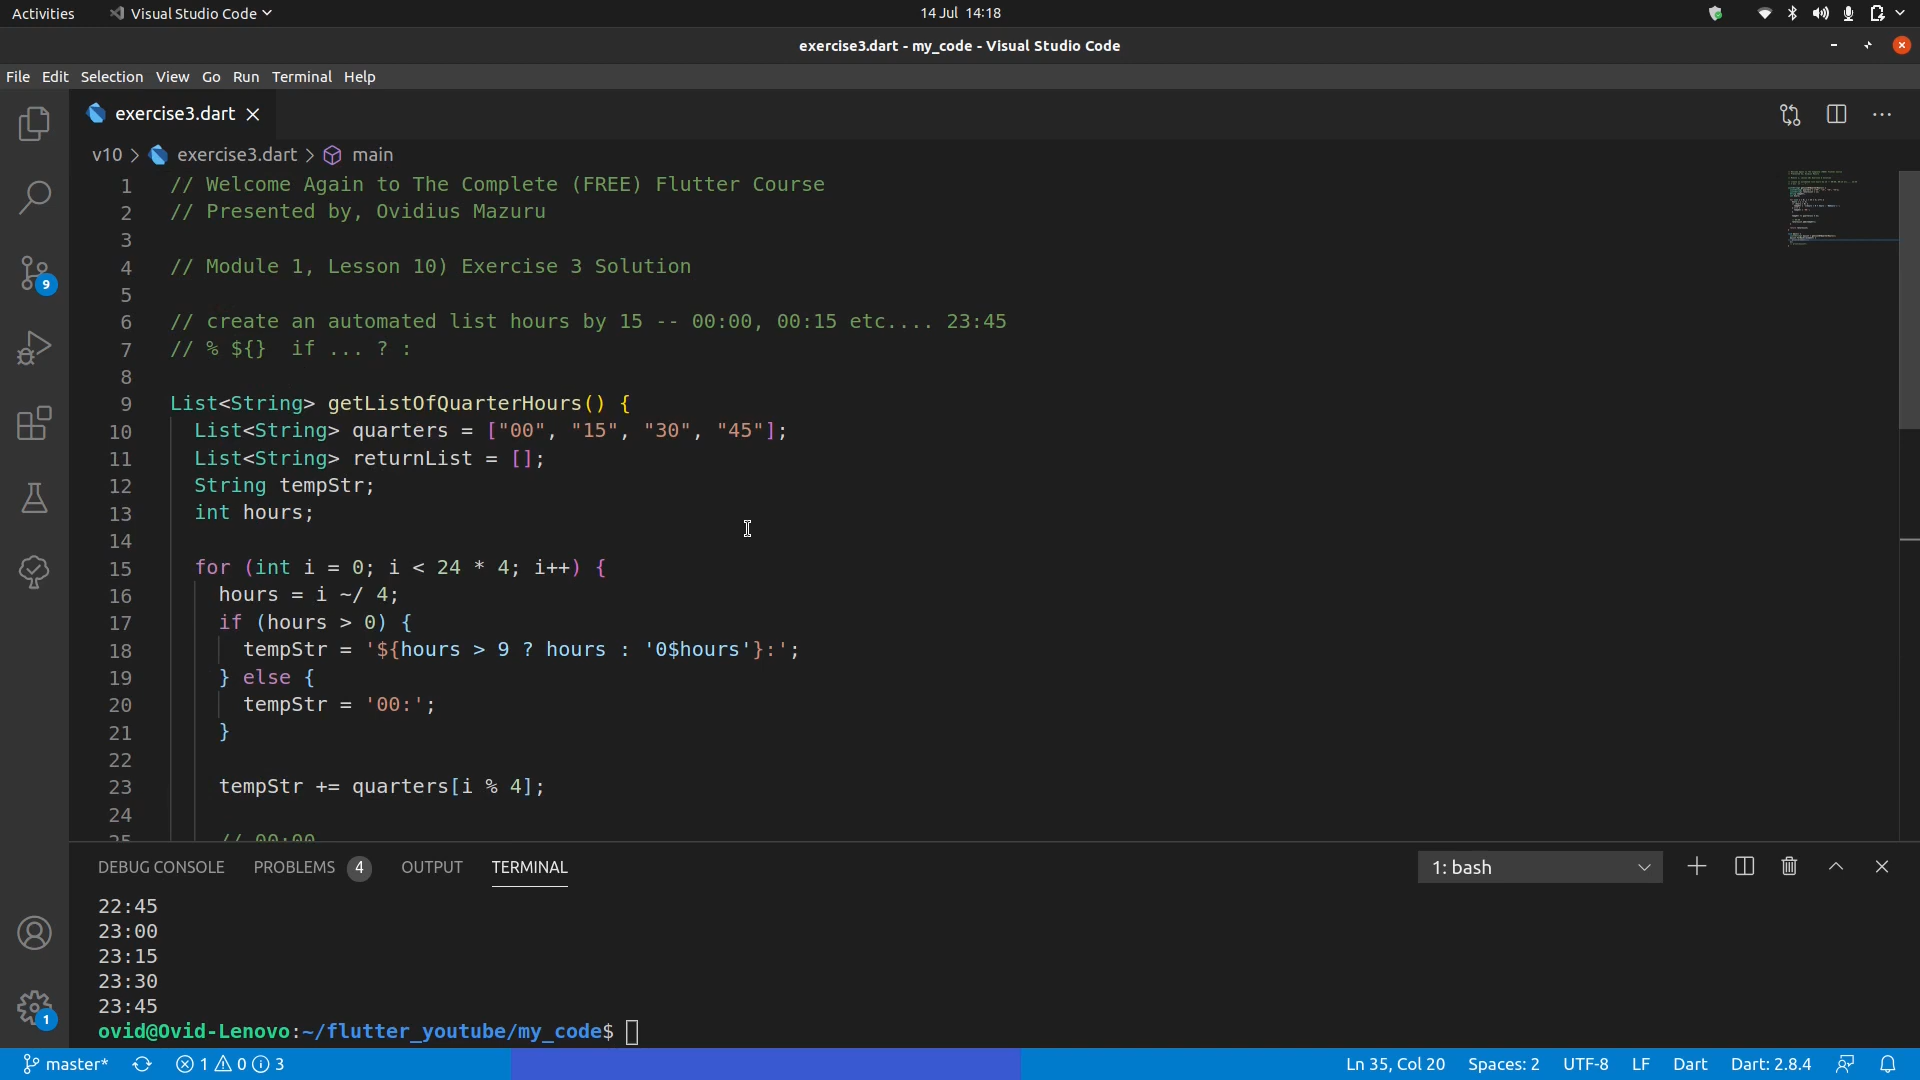 Activities Visual Studio Code 14 Jul 14:18
exercise3.dart - my_code - Visual Studio Code
File Edit Selection View Go Run Terminal Help
exercise3.dart
v10 > exercise3.dart > main
1 // Welcome Again to The Complete (FREE) Flutter Course
2 // Presented by, Ovidius Mazuru
3
4 // Module 1, Lesson 10) Exercise 3 Solution
5
6 // create an automated list hours by 15 -- 00:00, 00:15 etc.... 23:45
7 // % ${}  if ... ? :
8
9 List<String> getListOfQuarterHours() {
10   List<String> quarters = ["00", "15", "30", "45"];
11   List<String> returnList = [];
12   String tempStr;
13   int hours;
14
15   for (int i = 0; i < 24 * 4; i++) {
16     hours = i ~/ 4;
17     if (hours > 0) {
18       tempStr = '${hours > 9 ? hours : '0$hours'}:';
19     } else {
20       tempStr = '00:';
21     }
22
23     tempStr += quarters[i % 4];
24
25     // 00:00
DEBUG CONSOLE PROBLEMS 4 OUTPUT TERMINAL 1: bash
22:45
23:00
23:15
23:30
23:45
ovid@Ovid-Lenovo:~/flutter_youtube/my_code$
9
1
master* 1 0 3 Ln 35, Col 20 Spaces: 2 UTF-8 LF Dart Dart: 2.8.4